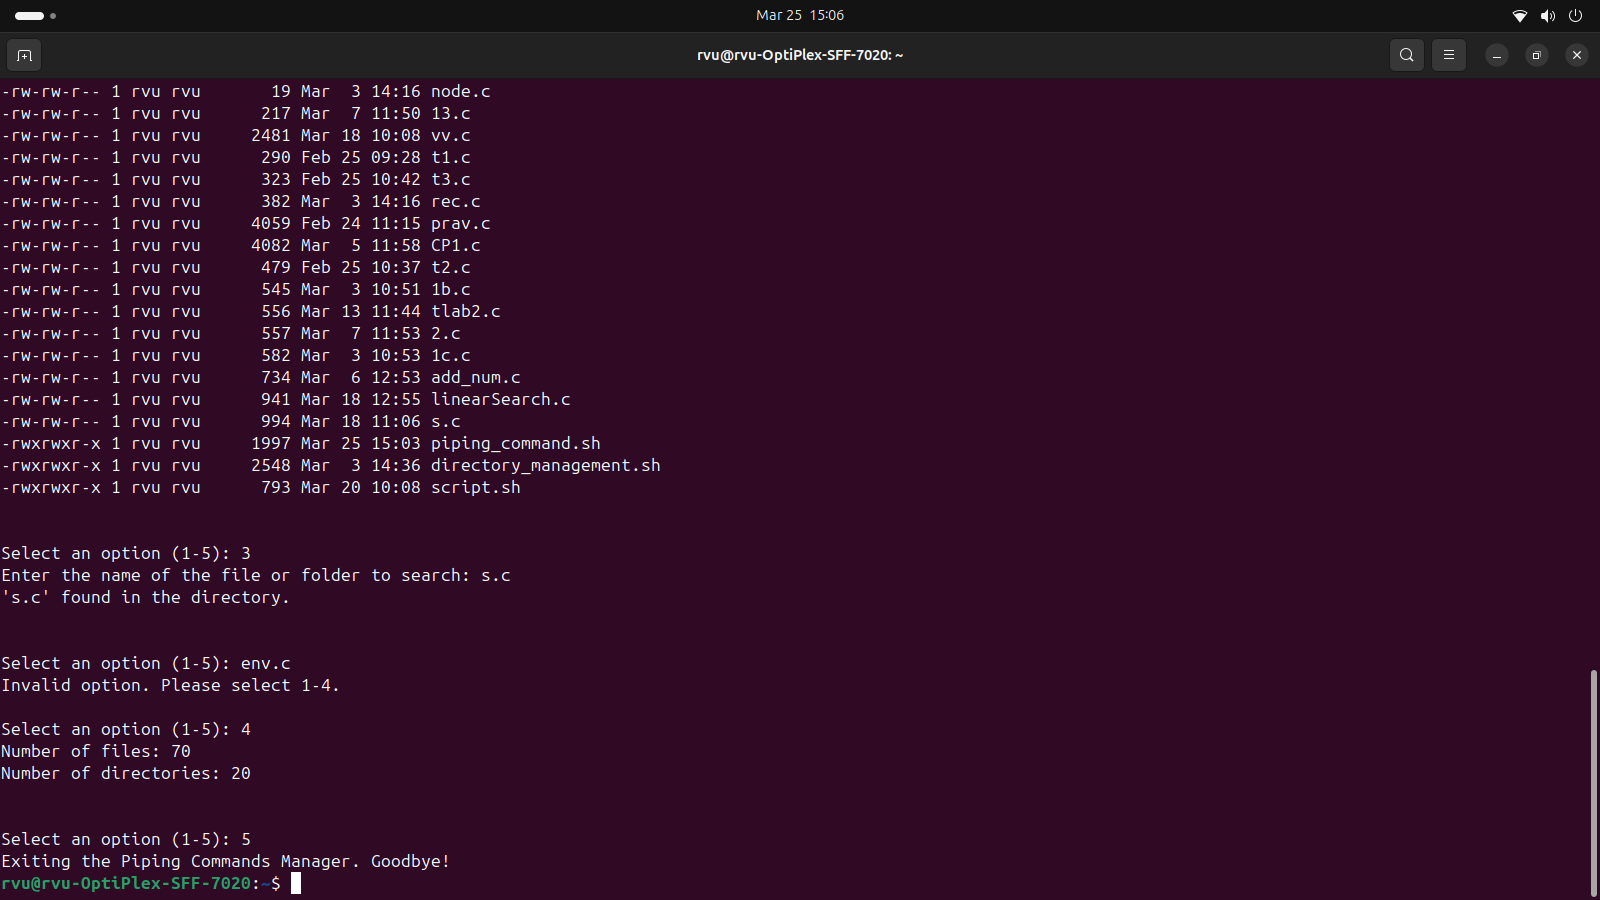 Mar 25 15:06
rvu@rvu-OptiPlex-SFF-7020: ~
-rw-rw-r-- 1 rvu rvu       19 Mar  3 14:16 node.c
-rw-rw-r-- 1 rvu rvu      217 Mar  7 11:50 13.c
-rw-rw-r-- 1 rvu rvu     2481 Mar 18 10:08 vv.c
-rw-rw-r-- 1 rvu rvu      290 Feb 25 09:28 t1.c
-rw-rw-r-- 1 rvu rvu      323 Feb 25 10:42 t3.c
-rw-rw-r-- 1 rvu rvu      382 Mar  3 14:16 rec.c
-rw-rw-r-- 1 rvu rvu     4059 Feb 24 11:15 prav.c
-rw-rw-r-- 1 rvu rvu     4082 Mar  5 11:58 CP1.c
-rw-rw-r-- 1 rvu rvu      479 Feb 25 10:37 t2.c
-rw-rw-r-- 1 rvu rvu      545 Mar  3 10:51 1b.c
-rw-rw-r-- 1 rvu rvu      556 Mar 13 11:44 tlab2.c
-rw-rw-r-- 1 rvu rvu      557 Mar  7 11:53 2.c
-rw-rw-r-- 1 rvu rvu      582 Mar  3 10:53 1c.c
-rw-rw-r-- 1 rvu rvu      734 Mar  6 12:53 add_num.c
-rw-rw-r-- 1 rvu rvu      941 Mar 18 12:55 linearSearch.c
-rw-rw-r-- 1 rvu rvu      994 Mar 18 11:06 s.c
-rwxrwxr-x 1 rvu rvu     1997 Mar 25 15:03 piping_command.sh
-rwxrwxr-x 1 rvu rvu     2548 Mar  3 14:36 directory_management.sh
-rwxrwxr-x 1 rvu rvu      793 Mar 20 10:08 script.sh
Select an option (1-5): 3
Enter the name of the file or folder to search: s.c
's.c' found in the directory.
Select an option (1-5): env.c
Invalid option. Please select 1-4.
Select an option (1-5): 4
Number of files: 70
Number of directories: 20
Select an option (1-5): 5
Exiting the Piping Commands Manager. Goodbye!
rvu@rvu-OptiPlex-SFF-7020:~$